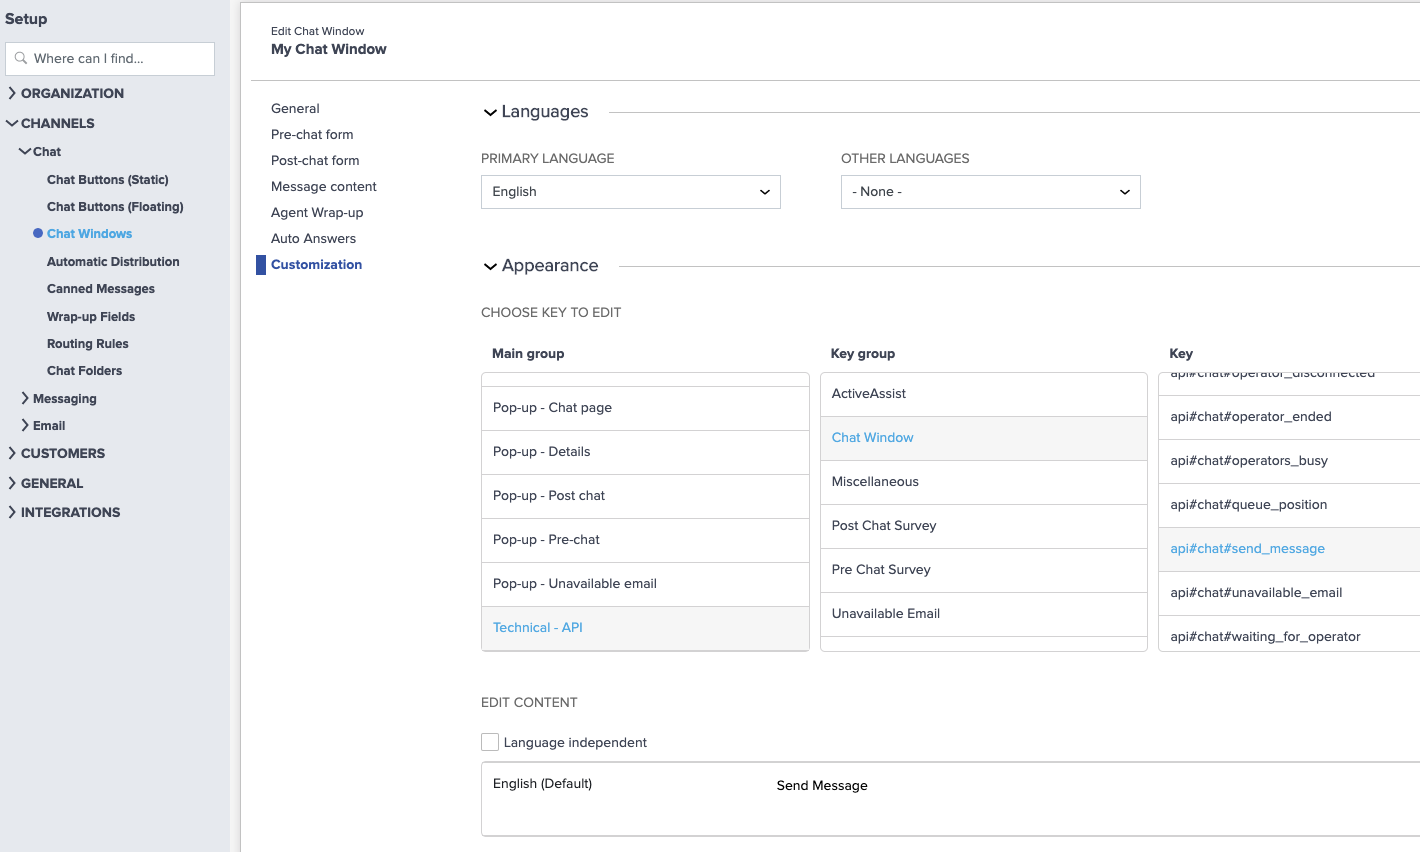 Setup
Where can I find...
ORGANIZATION
CHANNELS
Chat
Chat Buttons (Static)
Chat Buttons (Floating)
Chat Windows
Automatic Distribution
Canned Messages
Wrap-up Fields
Routing Rules
Chat Folders
Messaging
Email
CUSTOMERS
GENERAL
INTEGRATIONS
Edit Chat Window
My Chat Window
General
Pre-chat form
Post-chat form
Message content
Agent Wrap-up
Auto Answers
Customization
Languages
PRIMARY LANGUAGE
English
OTHER LANGUAGES
- None -
Appearance
CHOOSE KEY TO EDIT
Main group
Pop-up - Chat page
Pop-up - Details
Pop-up - Post chat
Pop-up - Pre-chat
Pop-up - Unavailable email
Technical - API
Key group
ActiveAssist
Chat Window
Miscellaneous
Post Chat Survey
Pre Chat Survey
Unavailable Email
Key
api#chat#operator_disconnected
api#chat#operator_ended
api#chat#operators_busy
api#chat#queue_position
api#chat#send_message
api#chat#unavailable_email
api#chat#waiting_for_operator
EDIT CONTENT
Language independent
English (Default)
Send Message